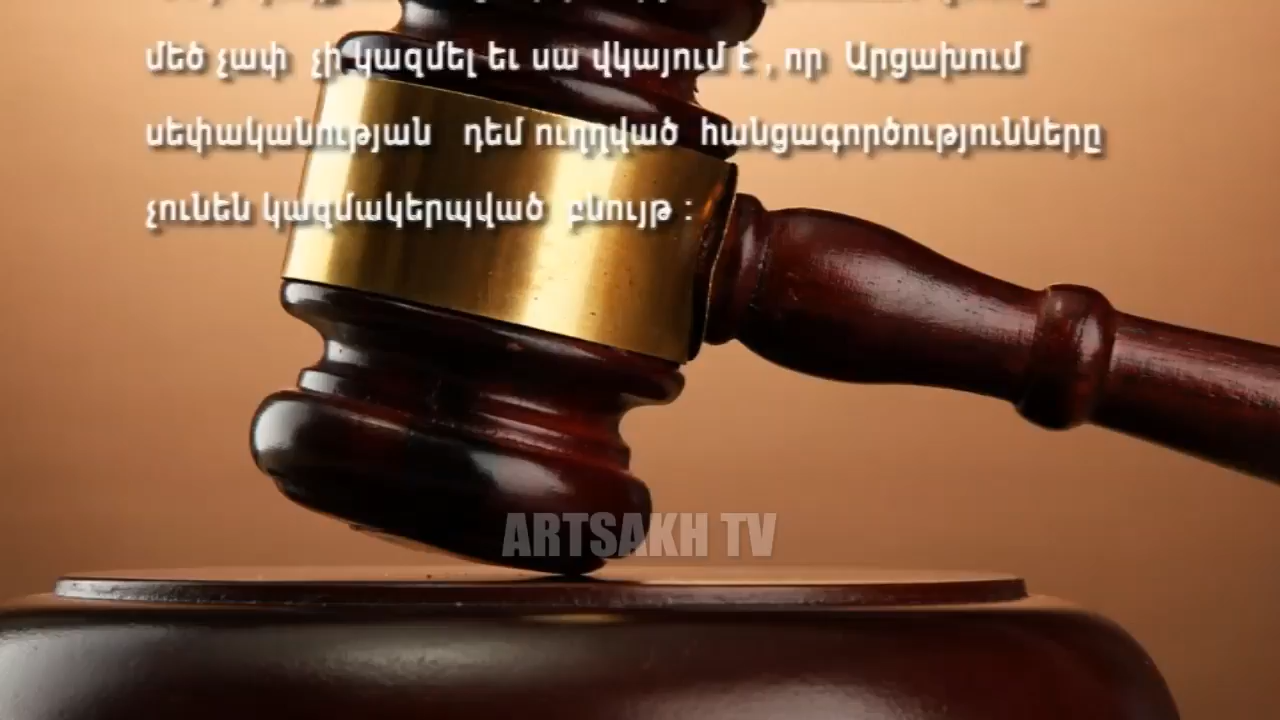 մեծ չափ չի կազմել եւ սա վկայում է , որ Արցախում
սեփականության դեմ ուղղված հանցագործությունները
չունեն կազմակերպված բնույթ :
ARTSAKH TV